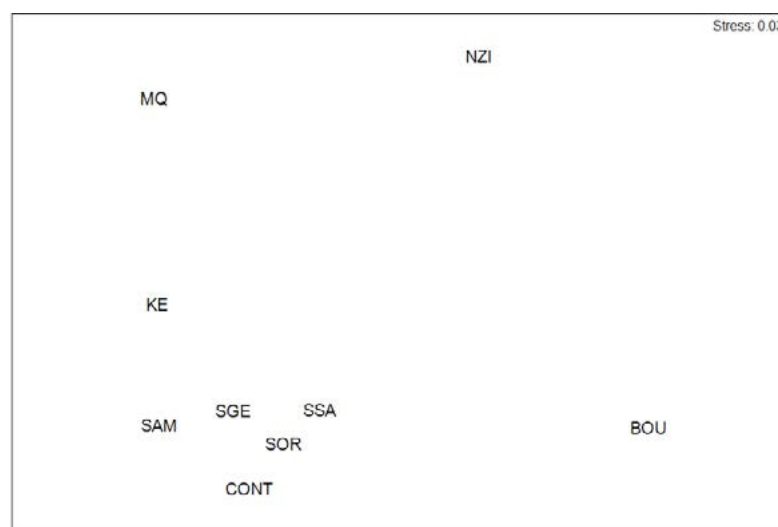 Stress: 0.03
NZI
MQ
KE
SGE SSA
SAM
BOU
SOR
CONT